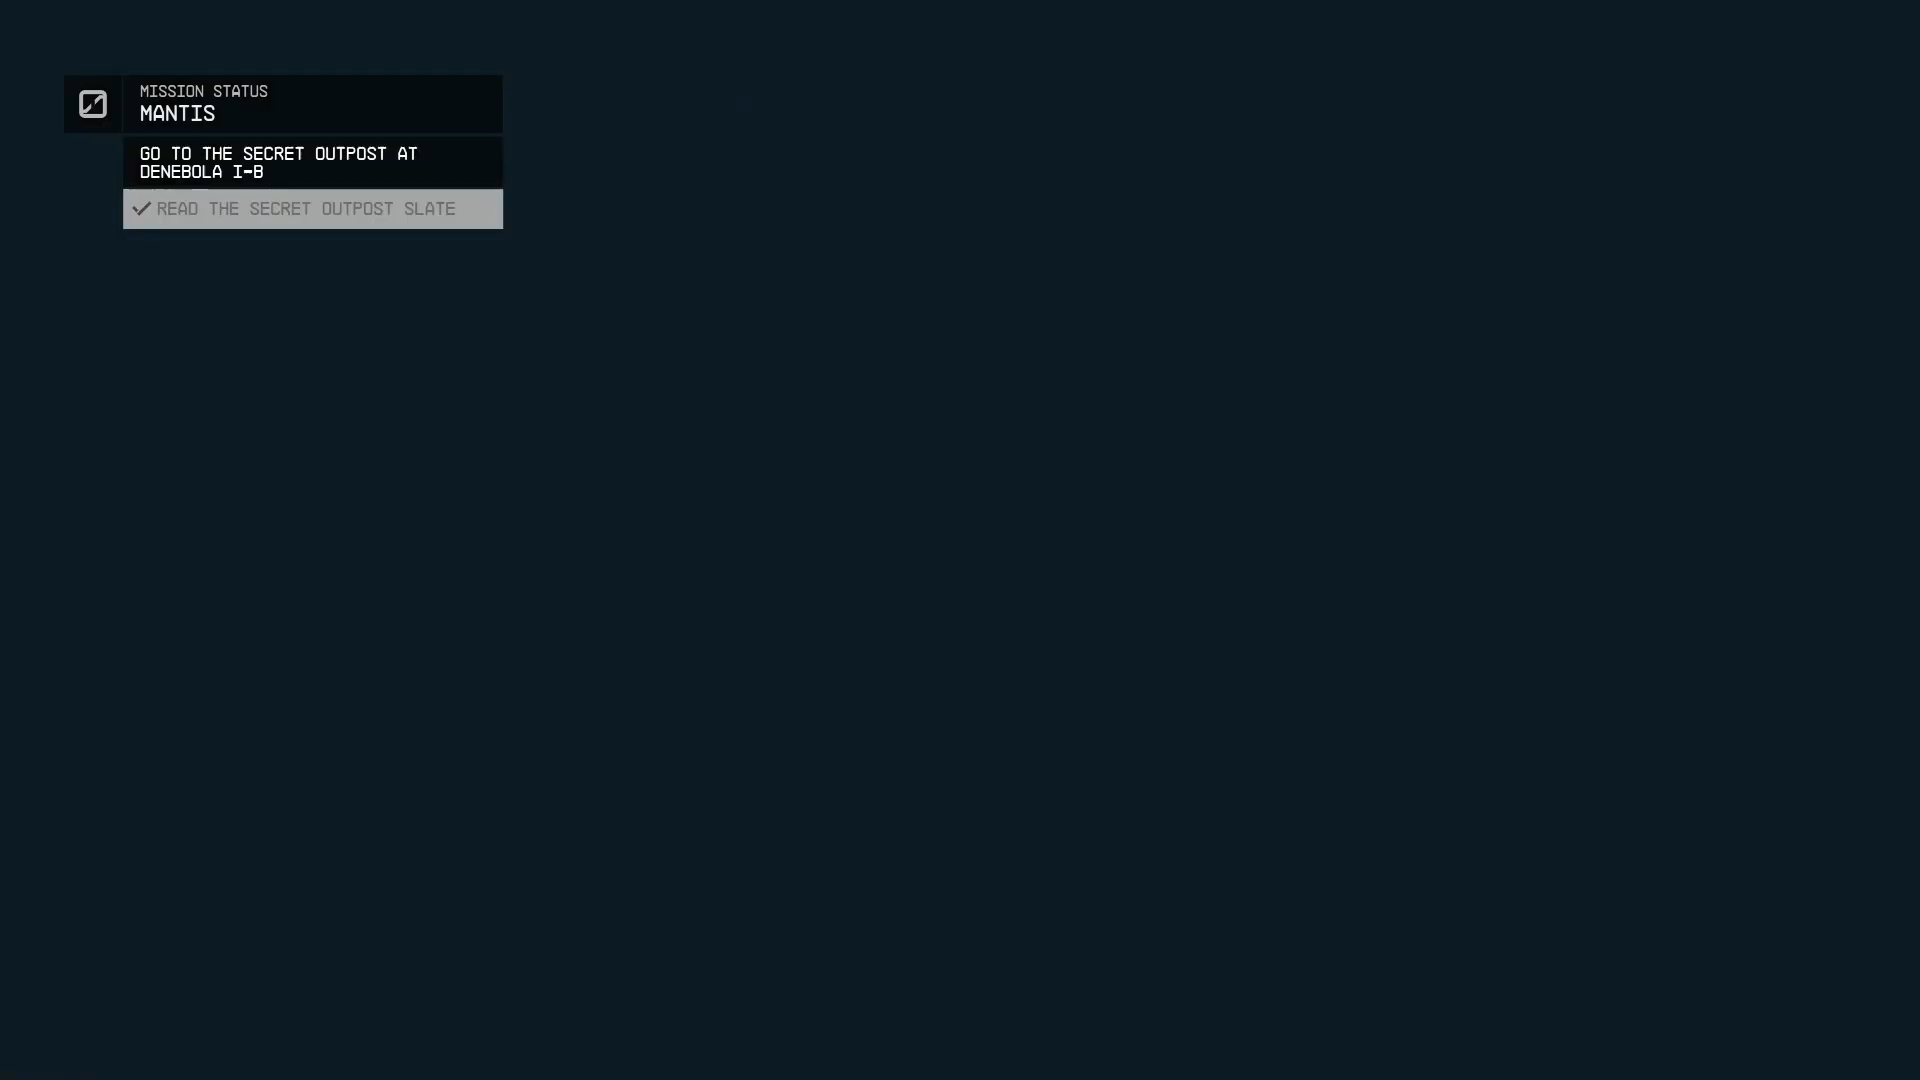 MISSION STATUS
MANTIS
GO TO THE SECRET OUTPOST AT
DENEBOLA I-B
READ THE SECRET OUTPOST SLATE